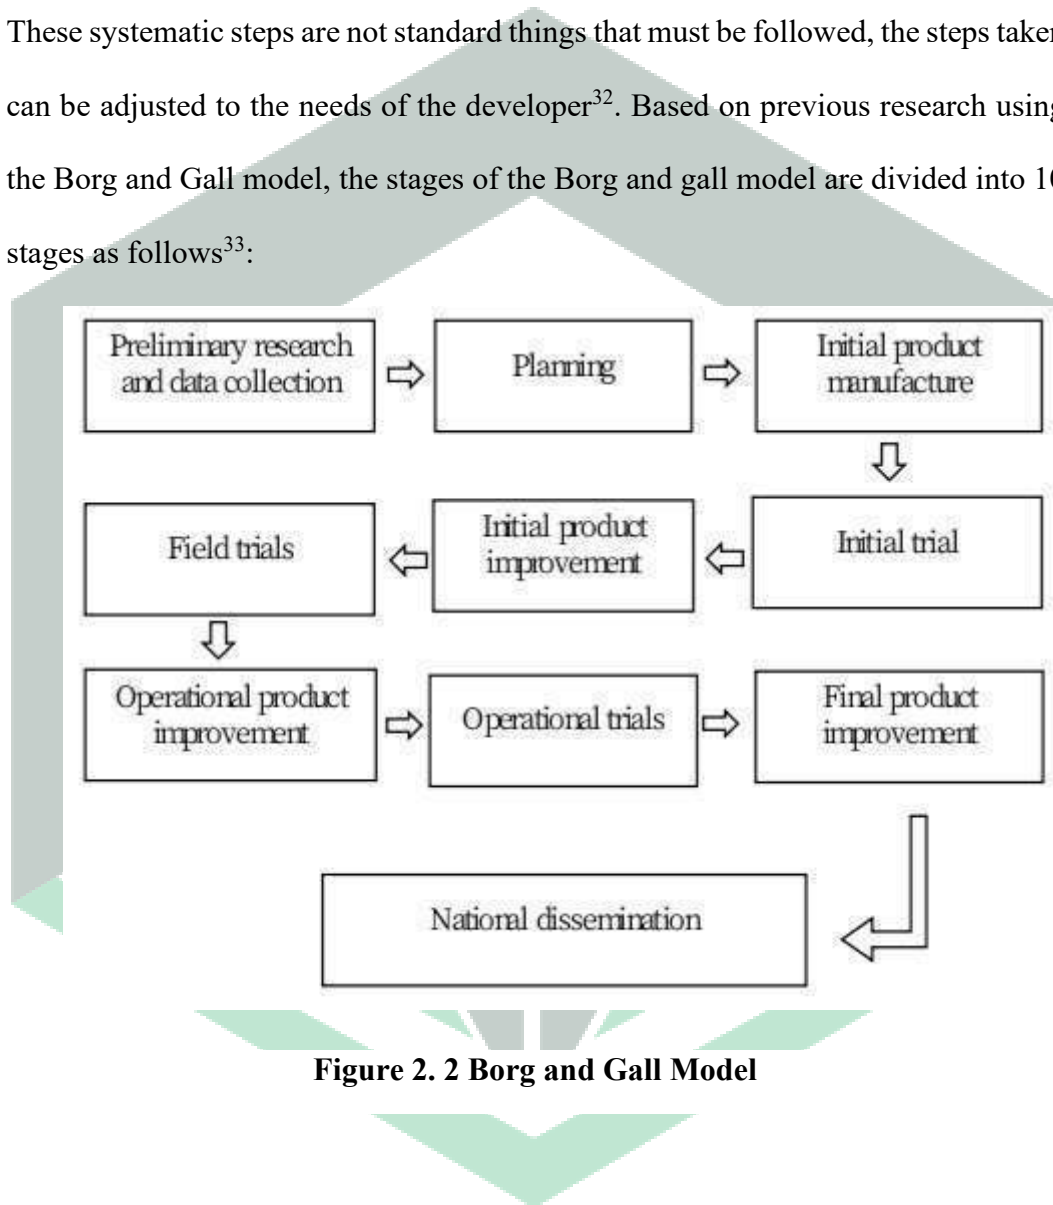 These systematic steps are not standard things that must be followed, the steps taken
can be adjusted to the needs of the developer32. Based on previous research using
the Borg and Gall model, the stages of the Borg and gall model are divided into 10
stages as follows33:
Preliminary research
and data collection
Planning
Initial product
manufacture
Initial trial
Initial product
improvement
Field trials
Operational product
improvement
Operational trials
Final product
improvement
National dissemination
Figure 2. 2 Borg and Gall Model